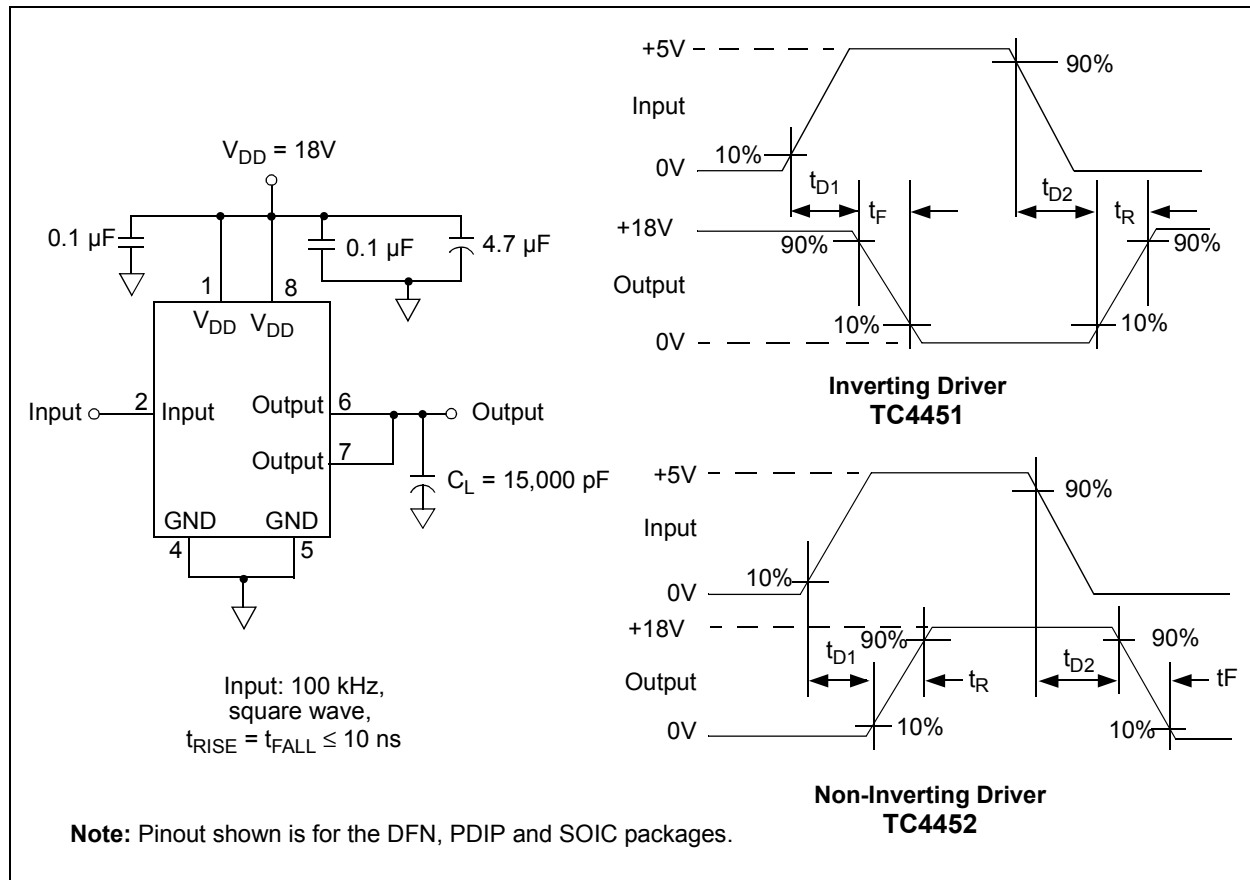 V_DD = 18V
0.1 µF
0.1 µF
4.7 µF
1
8
V_DD
V_DD
Input
2
Input
Output
6
Output
Output
7
C_L = 15,000 pF
GND
GND
4
5
Input: 100 kHz,
square wave,
t_RISE = t_FALL ≤ 10 ns
+5V
90%
Input
10%
0V
t_D1
t_F
t_D2
t_R
+18V
90%
90%
Output
10%
10%
0V
Inverting Driver
TC4451
+5V
90%
Input
10%
0V
+18V
t_D1
90%
t_D2
90%
Output
t_R
tF
0V
10%
10%
Non-Inverting Driver
TC4452
Note: Pinout shown is for the DFN, PDIP and SOIC packages.